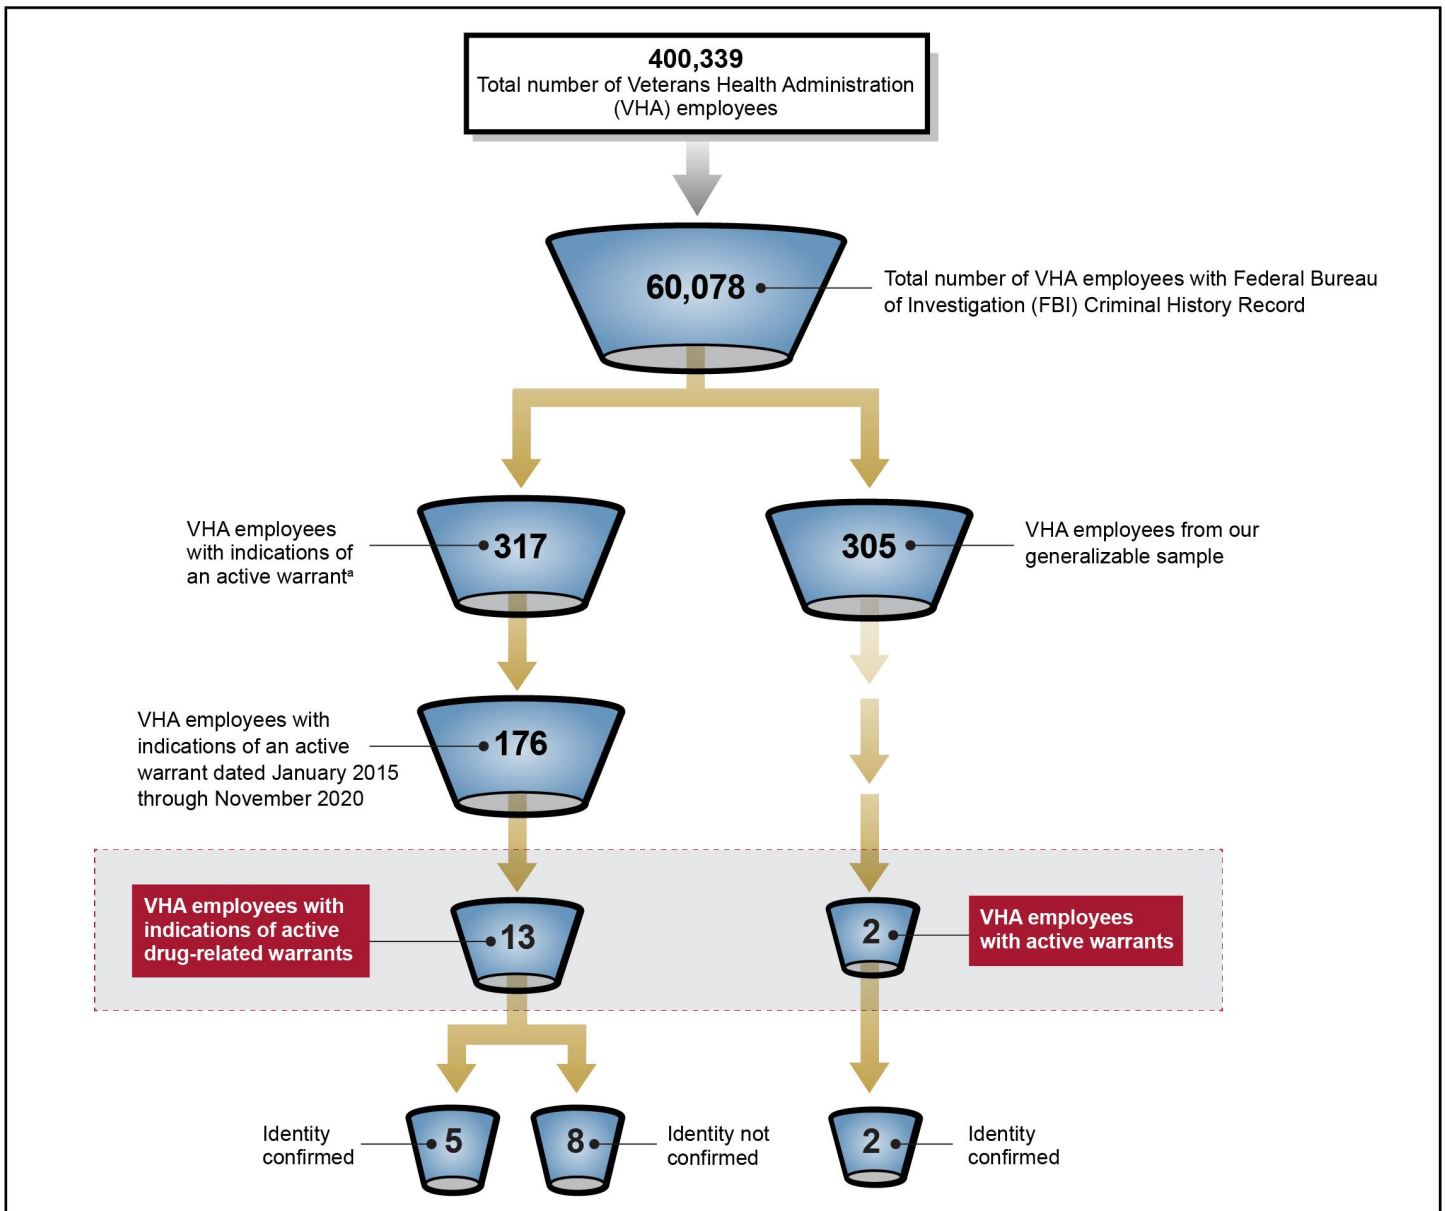 400,339
Total number of Veterans Health Administration
(VHA) employees
60,078
Total number of VHA employees with Federal Bureau
of Investigation (FBI) Criminal History Record
VHA employees
with indications of
an active warrantª
317
305
VHA employees from our
generalizable sample
VHA employees with
indications of an active
warrant dated January 2015
through November 2020
176
VHA employees with
indications of active
drug-related warrants
13
2
VHA employees
with active warrants
Identity
confirmed
5
8
Identity not
confirmed
2
Identity
confirmed